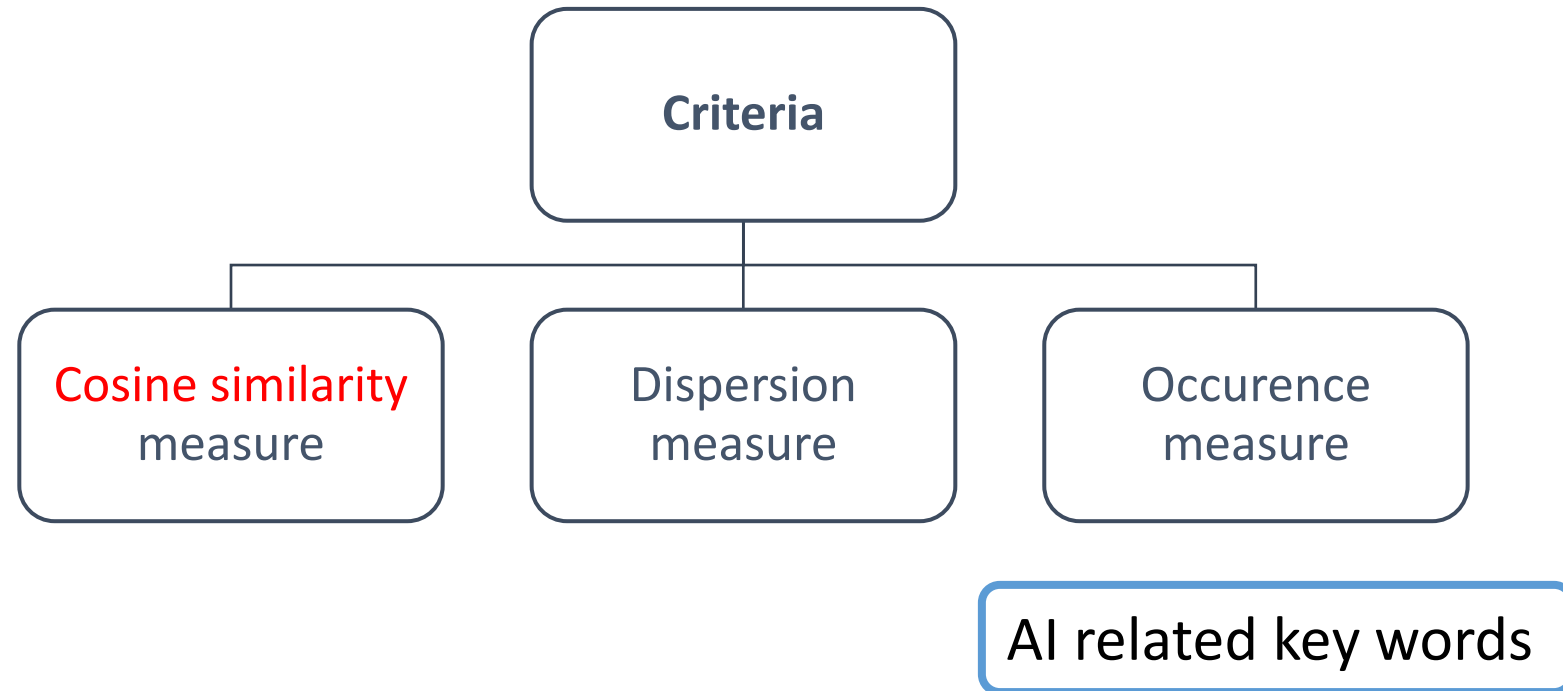 Criteria
Cosine similarity
measure
Dispersion
measure
Occurence
measure
AI related key words